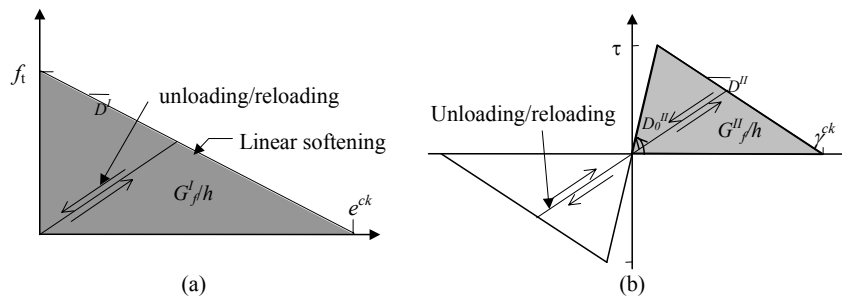 f_t
D^I
unloading/reloading
Linear softening
G^I_f/h
e^ck
(a)
τ
D^II
Unloading/reloading
D_0^II
G^II_f/h
γ^ck
(b)